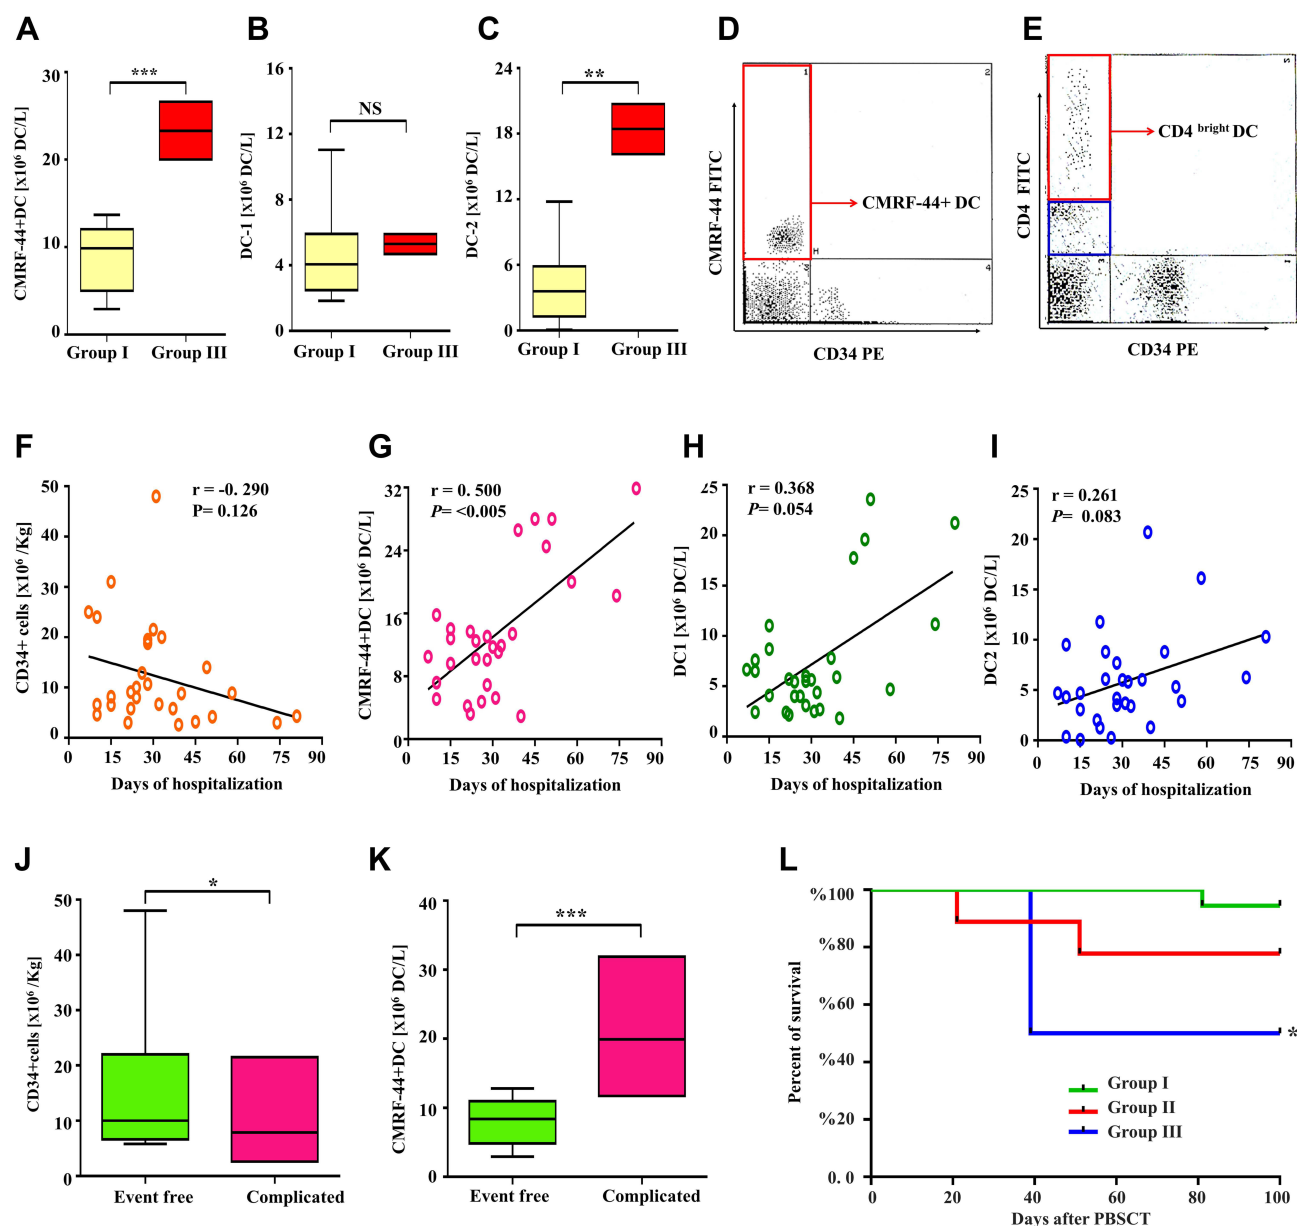 A
B
C
D
E
CMRF-44+DC [x10⁶ DC/L]
30
20
10
0
***
Group I
Group III
DC-1 [x10⁶ DC/L]
16
12
8
4
0
NS
Group I
Group III
DC-2 [x10⁶ DC/L]
24
18
12
6
0
**
Group I
Group III
CMRF-44 FITC
1
2
3
4
H
CMRF-44+ DC
CD34 PE
CD4 FITC
CD4 bright DC
3
CD34 PE
F
G
H
I
CD34+ cells [x10⁶ /Kg]
50
40
30
20
10
0
r = -0. 290
P= 0.126
0 15 30 45 60 75 90
Days of hospitalization
CMRF-44+DC [x10⁶ DC/L]
32
24
16
8
0
r = 0. 500
P= <0.005
0 15 30 45 60 75 90
Days of hospitalization
DC1 [x10⁶ DC/L]
25
20
15
10
5
0
r = 0.368
P = 0.054
0 15 30 45 60 75 90
Days of hospitalization
DC2 [x10⁶ DC/L]
25
20
15
10
5
0
r = 0.261
P= 0.083
0 15 30 45 60 75 90
Days of hospitalization
J
K
L
CD34+cells [x10⁶ /Kg]
50
40
30
20
10
0
*
Event free
Complicated
CMRF-44+DC [x10⁶ DC/L]
40
30
20
10
0
***
Event free
Complicated
Percent of survival
%100
%80
%60
%40
%20
0. 0
*
Group I
Group II
Group III
0 20 40 60 80 100
Days after PBSCT